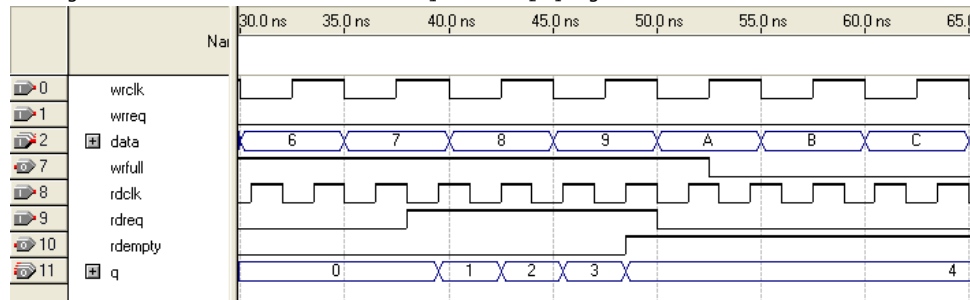 30.0 ns 35.0 ns 40.0 ns 45.0 ns 50.0 ns 55.0 ns 60.0 ns 65.
Nar
0 wrclk
1 wrreq
2 data 6 7 8 9 A B C
7 wrfull
8 rdclk
9 rdreq
10 rdempty
11 q 0 1 2 3 4